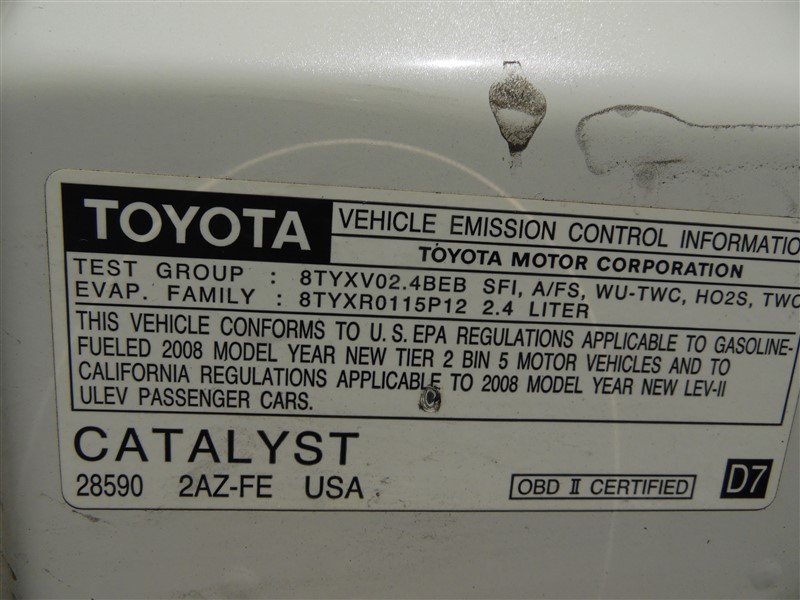 TOYOTA VEHICLE EMISSION CONTROL INFORMATIO
TOYOTA MOTOR CORPORATION
TEST GROUP : 8TYXV02.4BEB SFI, A/FS, WU-TWC, HO2S, TWC
EVAP. FAMILY : 8TYXR0115P12 2.4 LITER
THIS VEHICLE CONFORMS TO U.S. EPA REGULATIONS APPLICABLE TO GASOLINE-
FUELED 2008 MODEL YEAR NEW TIER 2 BIN 5 MOTOR VEHICLES AND TO
CALIFORNIA REGULATIONS APPLICABLE TO 2008 MODEL YEAR NEW LEV-II
ULEV PASSENGER CARS.
C
CATALYST
28590 2AZ-FE USA OBD II CERTIFIED D7